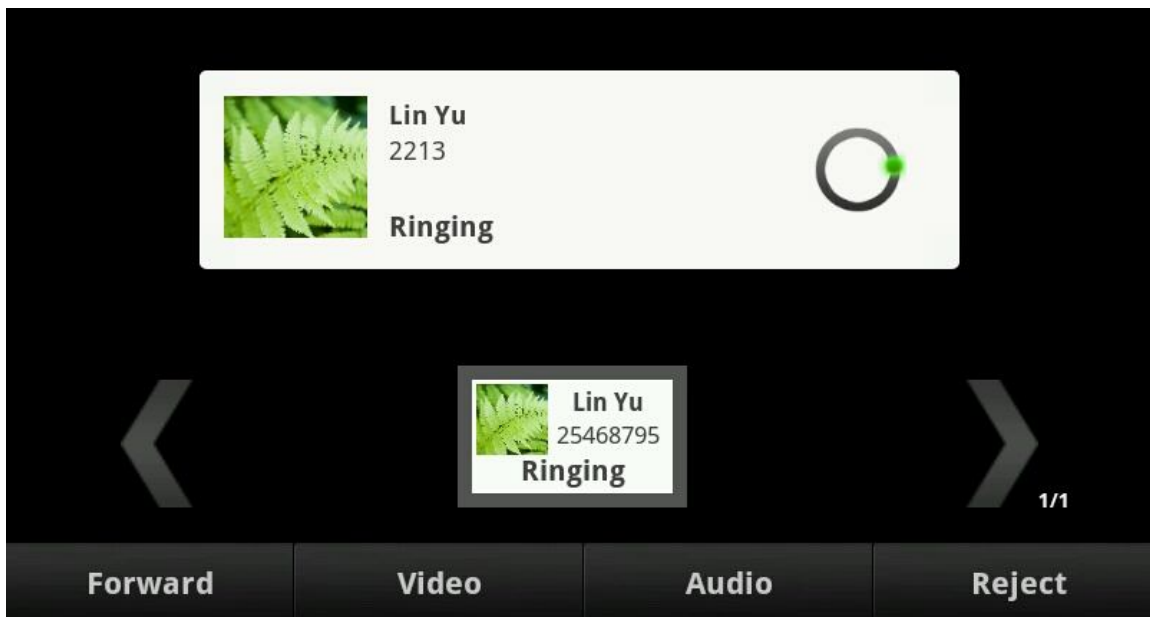 Lin Yu
2213
Ringing
Lin Yu
25468795
Ringing
1/1
Forward Video Audio Reject